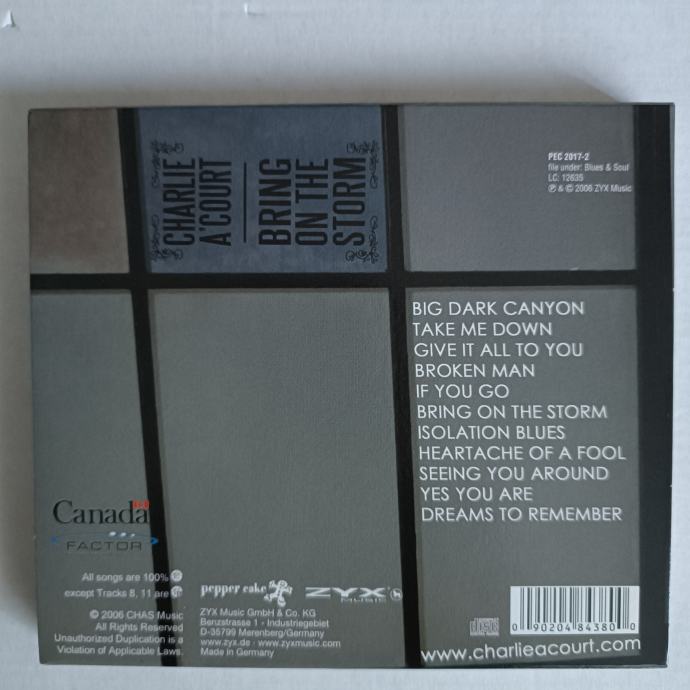 CHARLIE
A'COURT
BRING
ON THE
STORM
PEC 2017-2
file under: Blues & Soul
LC: 12635
℗ & © 2006 ZYX Music
BIG DARK CANYON
TAKE ME DOWN
GIVE IT ALL TO YOU
BROKEN MAN
IF YOU GO
BRING ON THE STORM
ISOLATION BLUES
HEARTACHE OF A FOOL
SEEING YOU AROUND
YES YOU ARE
DREAMS TO REMEMBER
Canada
FACTOR
All songs are 100%
except Tracks 8, 11 are
© 2006 CHAS Music
All Rights Reserved
Unauthorized Duplication is a
Violation of Applicable Laws.
pepper cake
ZYX
MUSIC
ZYX Music GmbH & Co. KG
Benzstrasse 1 - Industriegebiet
D-35799 Merenberg/Germany
www.zyx.de · www.zyxmusic.com
Made in Germany
disc
0 90204 84380 0
www.charlieacourt.com